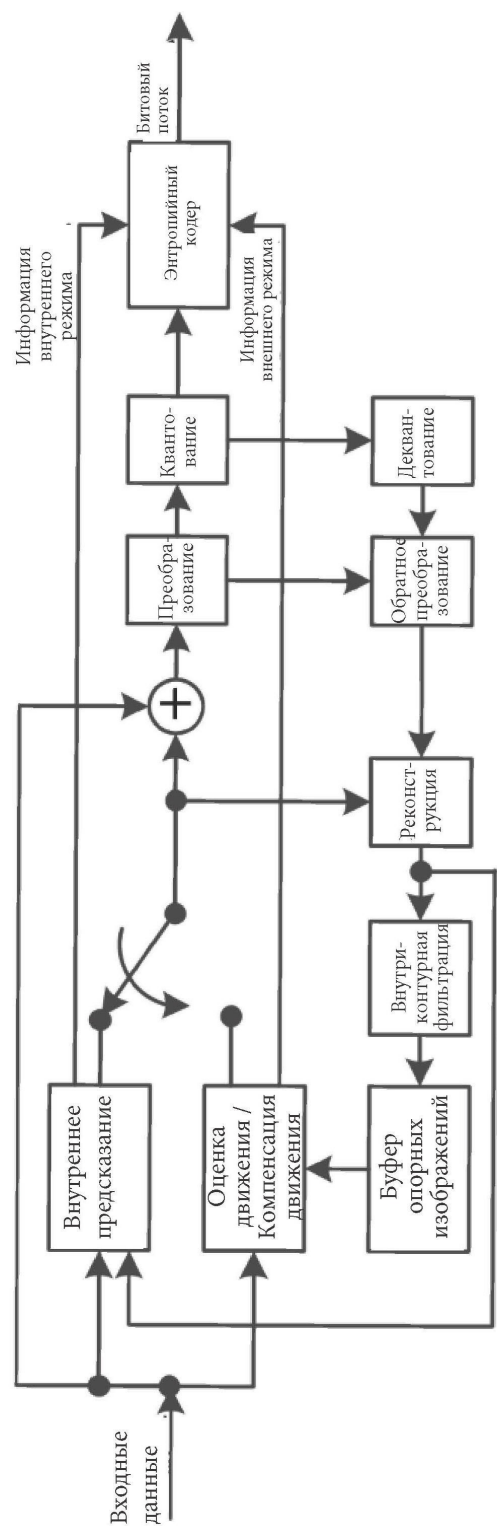 Входные
данные
Внутреннее
предсказание
Оценка
движения /
Компенсация
движения
Буфер
опорных
изображений
Внутри-
контурная
фильтрация
Реконст-
рукция
Обратное
преобра-
зование
Декван-
тование
+
Преобра-
зование
Кванто-
вание
Информация
внутреннего
режима
Информация
внешнего режима
Энтропийный
кодер
Битовый
поток